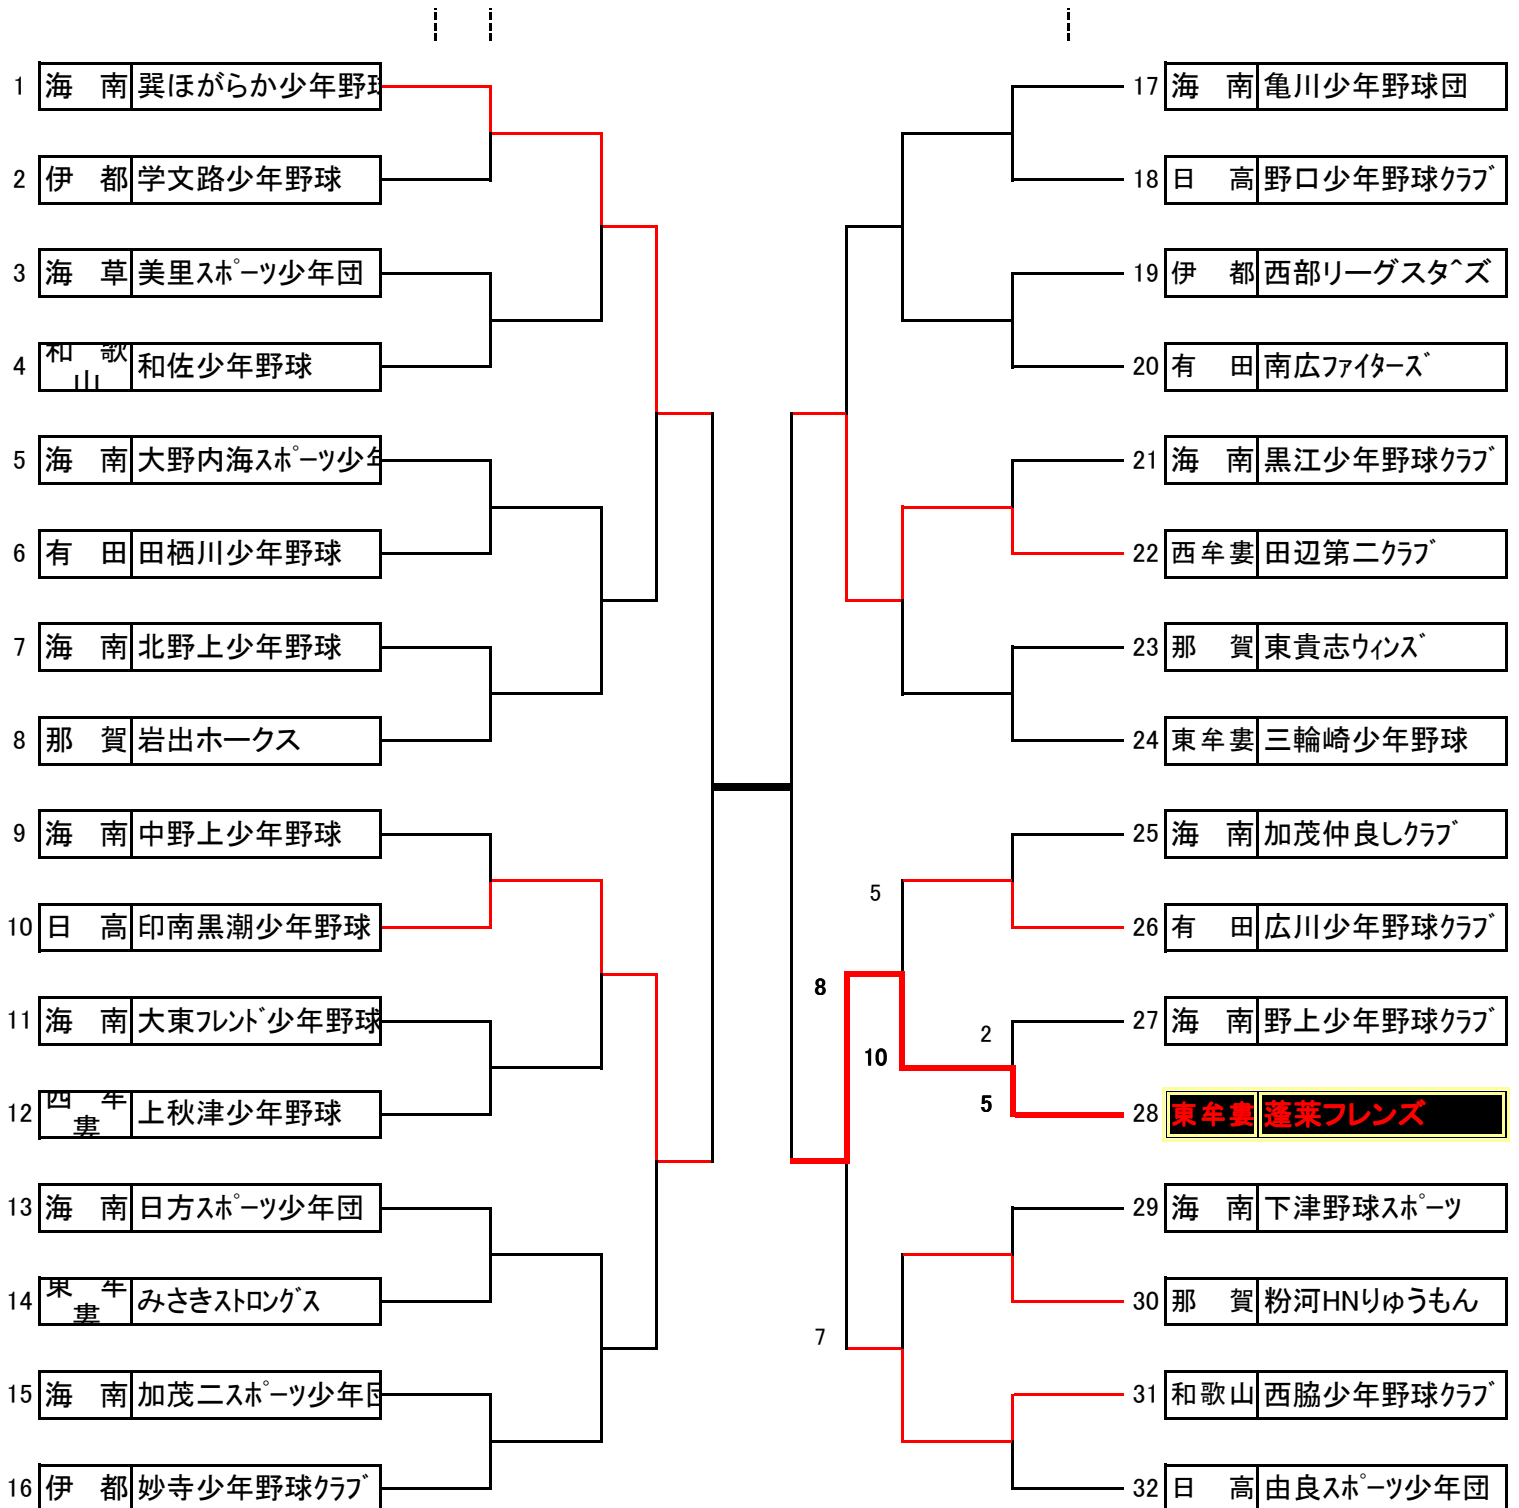 1 海 南 巽ほがらか少年野球
2 伊 都 学文路少年野球
3 海 草 美里ｽﾎﾟｰﾂ少年団
4 和 歌 山 和佐少年野球
5 海 南 大野内海ｽﾎﾟｰﾂ少年
6 有 田 田栖川少年野球
7 海 南 北野上少年野球
8 那 賀 岩出ホークス
9 海 南 中野上少年野球
10 日 高 印南黒潮少年野球
11 海 南 大東ﾌﾚﾝﾄﾞ少年野球
12 西 牟 婁 上秋津少年野球
13 海 南 日方ｽﾎﾟｰﾂ少年団
14 東 牟 婁 みさきｽﾄﾛﾝｸﾞｽ
15 海 南 加茂二スポーツ少年団
16 伊 都 妙寺少年野球ｸﾗﾌﾞ
17 海 南 亀川少年野球団
18 日 高 野口少年野球ｸﾗﾌﾞ
19 伊 都 西部リーグスタ^ズ
20 有 田 南広ﾌｧｲﾀｰｽﾞ
21 海 南 黒江少年野球ｸﾗﾌﾞ
22 西牟婁 田辺第二ｸﾗﾌﾞ
23 那 賀 東貴志ｳｨﾝｽﾞ
24 東牟婁 三輪崎少年野球
25 海 南 加茂仲良しｸﾗﾌﾞ
5
26 有 田 広川少年野球ｸﾗﾌﾞ
8
27 海 南 野上少年野球ｸﾗﾌﾞ
2
10
5
28 東牟婁 蓬莱フレンズ
29 海 南 下津野球ｽﾎﾟｰﾂ
30 那 賀 粉河HNりゅうもん
7
31 和歌山 西脇少年野球ｸﾗﾌﾞ
32 日 高 由良ｽﾎﾟｰﾂ少年団